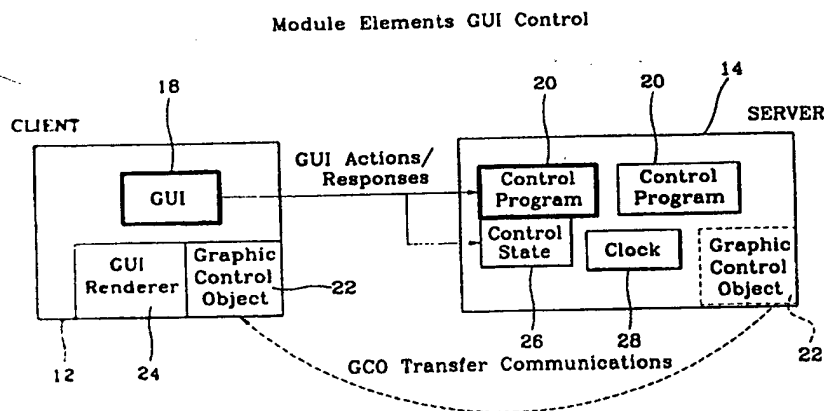 Module Elements GUI Control
18
20
20
14
CLIENT
SERVER
GUI Actions/
Responses
GUI
Control
Program
Control
Program
Control
State
Clock
Graphic
Control
Object
GUI
Renderer
Graphic
Control
Object
22
12
24
26
28
22
GCO Transfer Communications